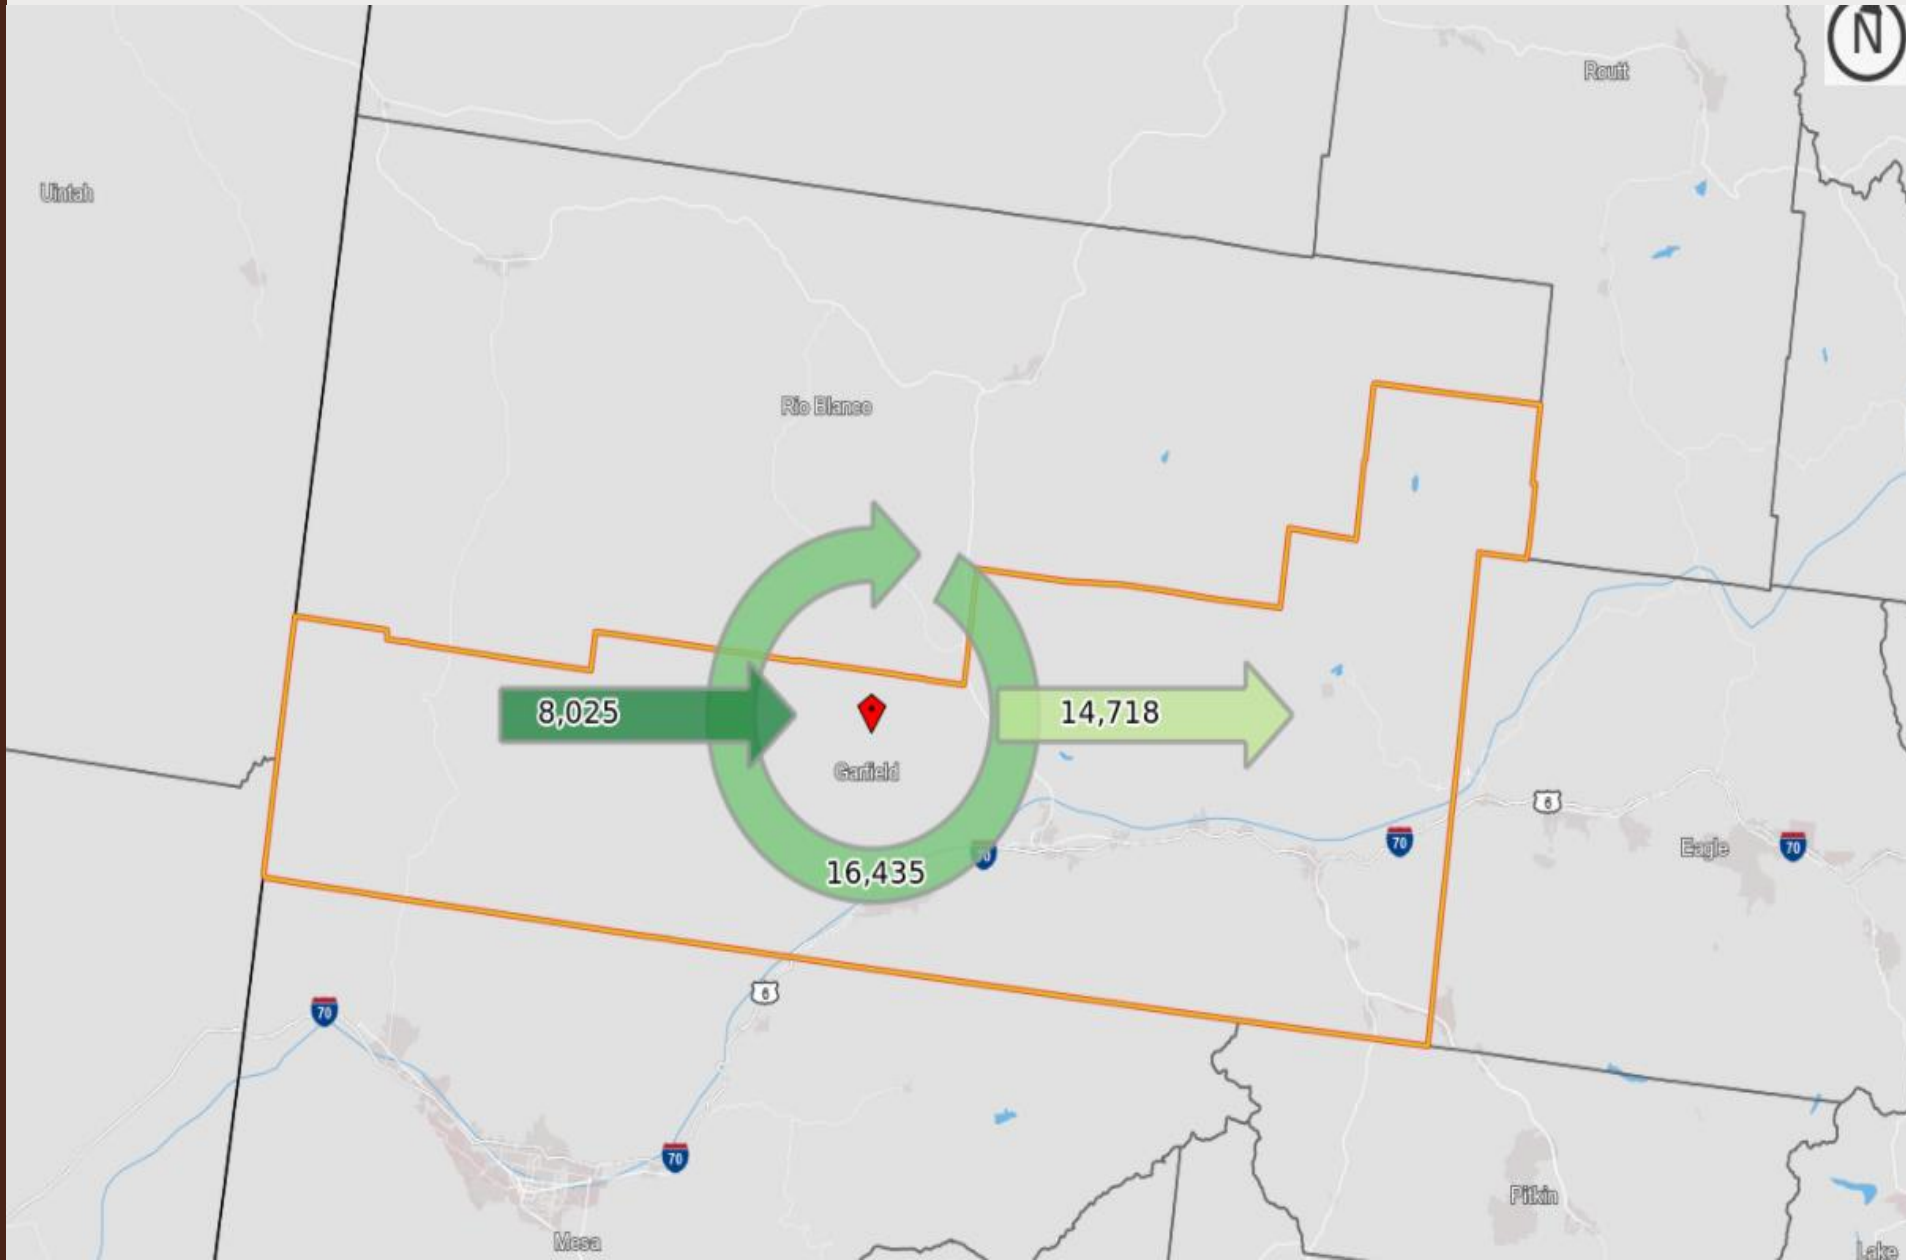 N
Routt
Uintah
Rio Blanco
8,025
14,718
Garfield
6
70
70
Eagle
70
16,435
6
70
70
Pitkin
Mesa
Lake